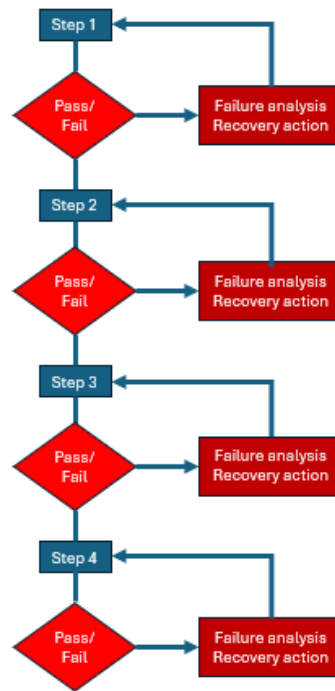 Step 1
Pass/
Fail
Failure analysis
Recovery action
Step 2
Pass/
Fail
Failure analysis
Recovery action
Step 3
Pass/
Fail
Failure analysis
Recovery action
Step 4
Pass/
Fail
Failure analysis
Recovery action